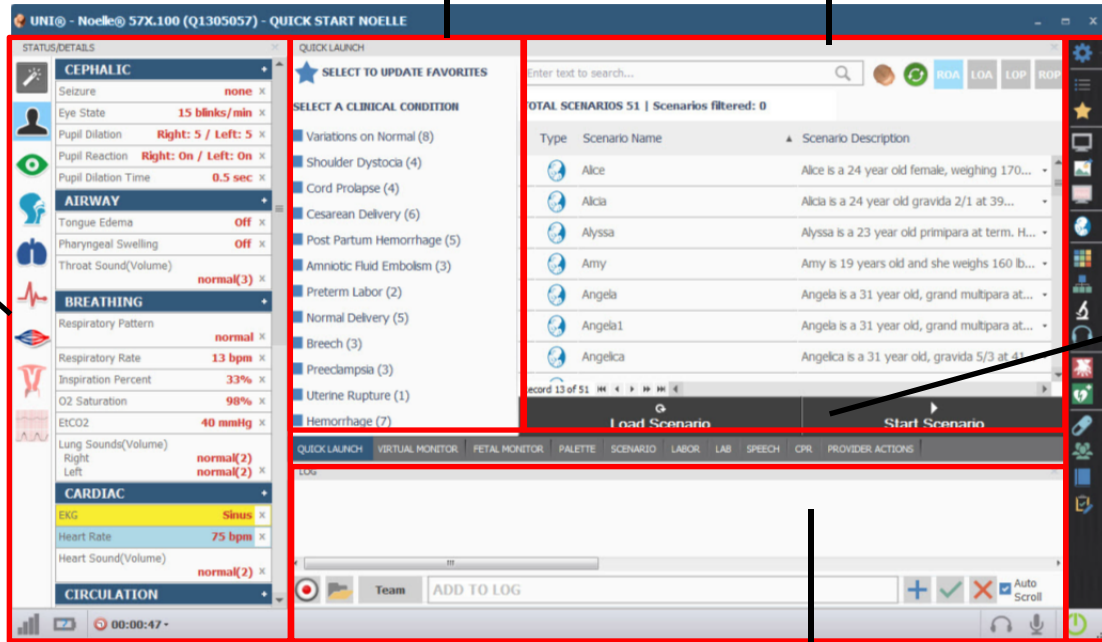 UNI® - Noelle® 57X.100 (Q1305057) - QUICK START NOELLE
STATUS/DETAILS
CEPHALIC +
Seizure none ×
Eye State 15 blinks/min ×
Pupil Dilation Right: 5 / Left: 5 ×
Pupil Reaction Right: On / Left: On ×
Pupil Dilation Time 0.5 sec ×
AIRWAY +
Tongue Edema Off ×
Pharyngeal Swelling Off ×
Throat Sound(Volume)
normal(3) ×
BREATHING +
Respiratory Pattern
normal ×
Respiratory Rate 13 bpm ×
Inspiration Percent 33% ×
O2 Saturation 98% ×
EtCO2 40 mmHg ×
Lung Sounds(Volume)
Right normal(2)
Left normal(2) ×
CARDIAC +
EKG Sinus ×
Heart Rate 75 bpm ×
Heart Sound(Volume)
normal(2) ×
CIRCULATION +
00:00:47
QUICK LAUNCH
SELECT TO UPDATE FAVORITES
SELECT A CLINICAL CONDITION
Variations on Normal (8)
Shoulder Dystocia (4)
Cord Prolapse (4)
Cesarean Delivery (6)
Post Partum Hemorrhage (5)
Amniotic Fluid Embolism (3)
Preterm Labor (2)
Normal Delivery (5)
Breech (3)
Preeclampsia (3)
Uterine Rupture (1)
Hemorrhage (7)
Enter text to search...
ROA LOA LOP ROP
OTAL SCENARIOS 51 | Scenarios filtered: 0
Type Scenario Name Scenario Description
Alice Alice is a 24 year old female, weighing 170...
Alicia Alicia is a 24 year old gravida 2/1 at 39...
Alyssa Alyssa is a 23 year old primipara at term. H...
Amy Amy is 19 years old and she weighs 160 lb...
Angela Angela is a 31 year old, grand multipara at...
Angela1 Angela is a 31 year old, grand multipara at...
Angelica Angelica is a 31 year old, gravida 5/3 at 41...
ecord 13 of 51
Load Scenario Start Scenario
QUICK LAUNCH VIRTUAL MONITOR FETAL MONITOR PALETTE SCENARIO LABOR LAB SPEECH CPR PROVIDER ACTIONS
LOG
Team ADD TO LOG
Auto
Scroll